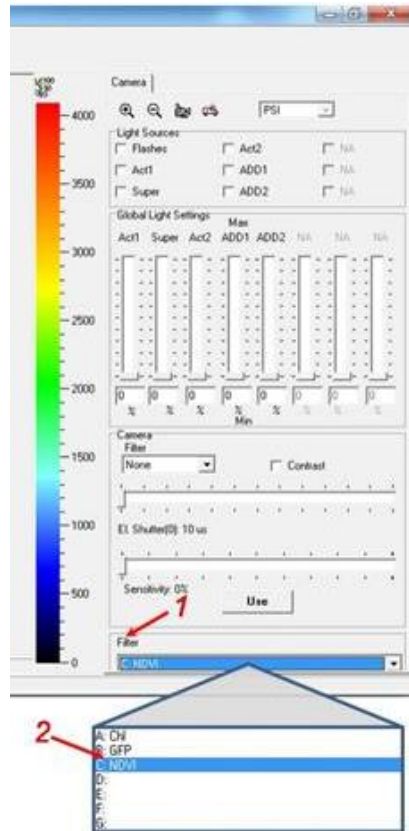 Camera
4000
PSI
Light Sources
Flashes Act2 NA
Act1 ADD1 NA
3500
Super ADD2 NA
Global Light Settings
Max
Act1 Super Act2 ADD1 ADD2 NA NA NA
3000
2500
2000
0 0 0 0 0 0 0 0
% % % % % % % %
Min
Camera
Filter
None Contrast
1500
1000
El. Shutter(0): 10 us
500
Sensitivity: 0%
1
Use
Filter
0
C: NDVI
2
A: Chl
B: GFP
C: NDVI
D:
E:
F:
G: